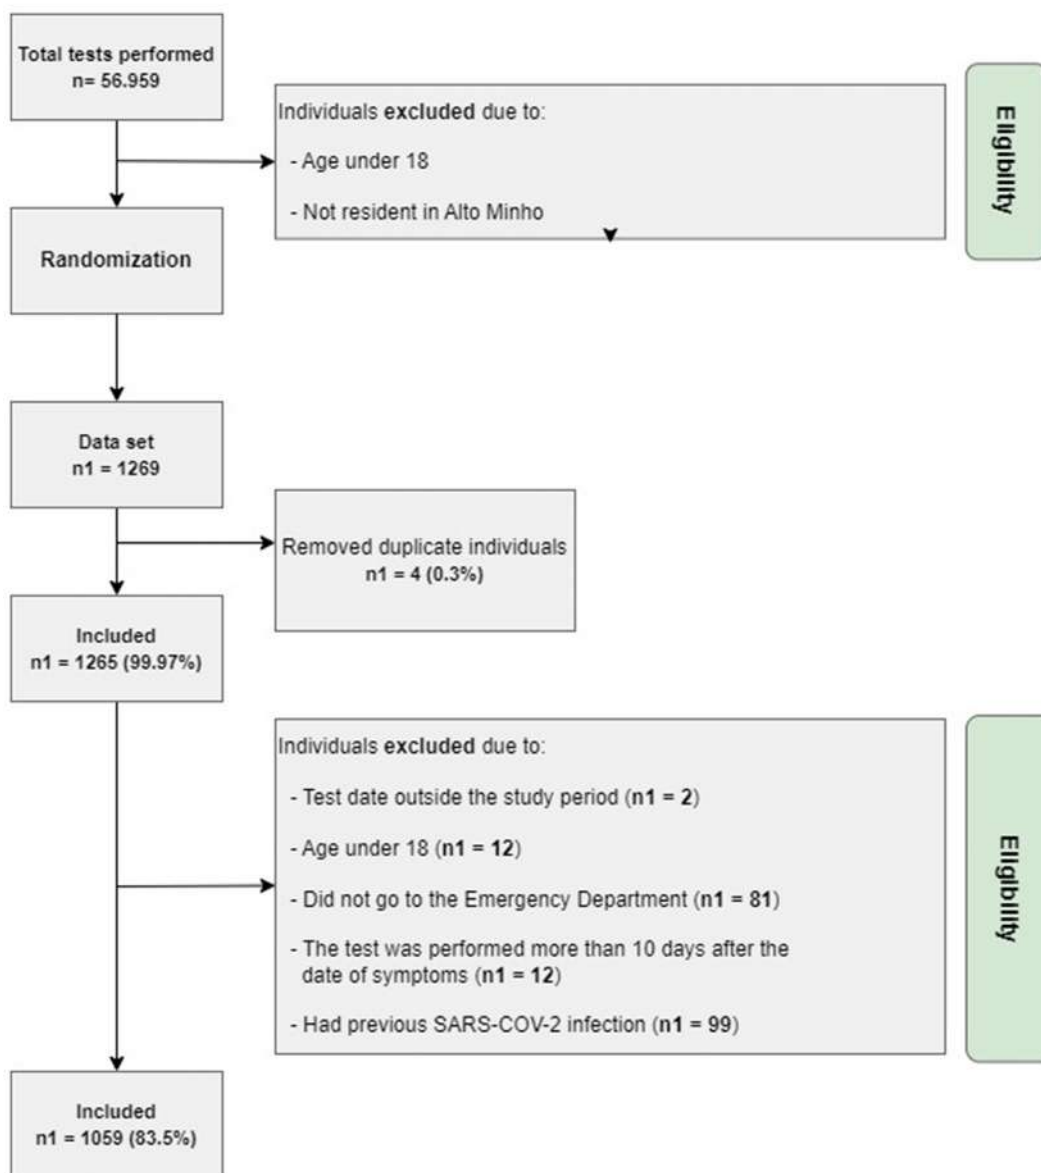 Total tests performed
n= 56.959
Individuals excluded due to:
- Age under 18
- Not resident in Alto Minho
Eligibility
Randomization
Data set
n1 = 1269
Removed duplicate individuals
n1 = 4 (0.3%)
Included
n1 = 1265 (99.97%)
Individuals excluded due to:
- Test date outside the study period (n1 = 2)
- Age under 18 (n1 = 12)
- Did not go to the Emergency Department (n1 = 81)
- The test was performed more than 10 days after the
date of symptoms (n1 = 12)
- Had previous SARS-COV-2 infection (n1 = 99)
Eligibility
Included
n1 = 1059 (83.5%)